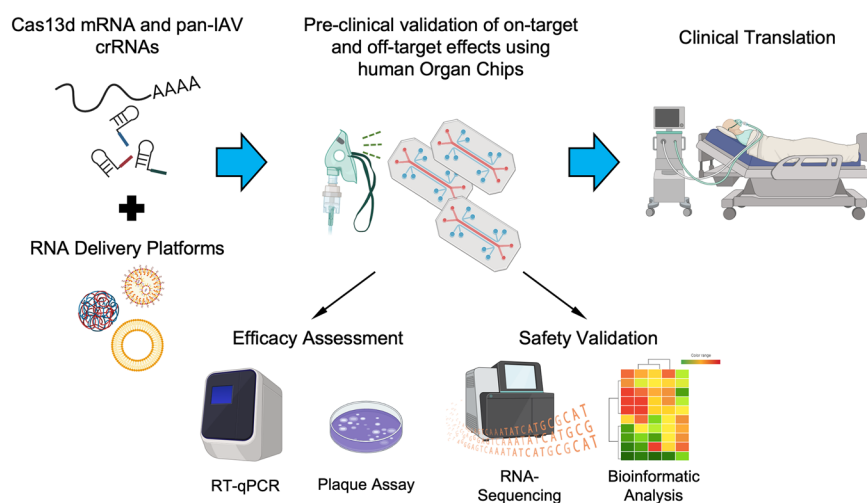 Cas13d mRNA and pan-IAV
crRNAs
Pre-clinical validation of on-target
and off-target effects using
human Organ Chips
Clinical Translation
AAAA
RNA Delivery Platforms
Efficacy Assessment
Safety Validation
Color range
RT-qPCR
Plaque Assay
RNA-
Sequencing
Bioinformatic
Analysis